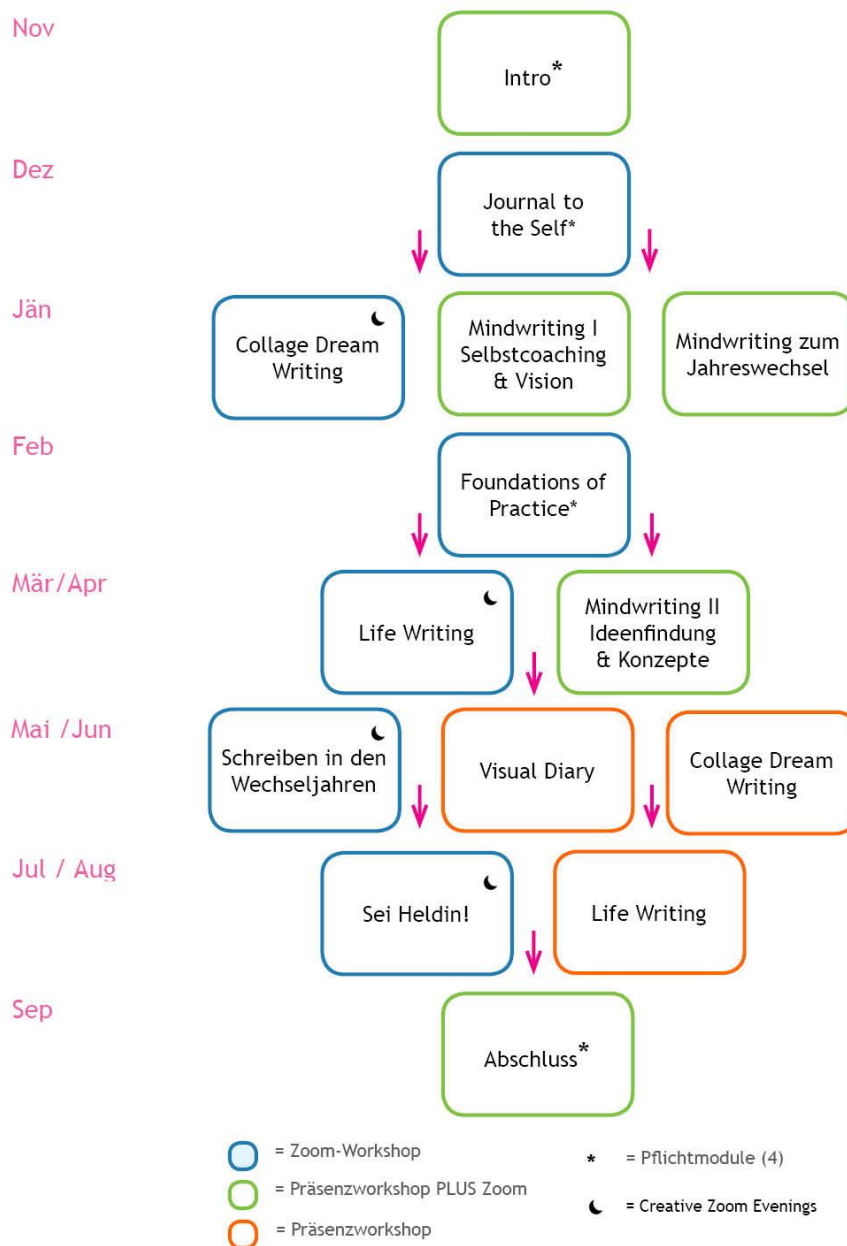 Nov
Intro*
Dez
Journal to
the Self*
Jän
Collage Dream
Writing
Mindwriting I
Selbstcoaching
& Vision
Mindwriting zum
Jahreswechsel
Feb
Foundations of
Practice*
Mär/Apr
Life Writing
Mindwriting II
Ideenfindung
& Konzepte
Mai /Jun
Schreiben in den
Wechseljahren
Visual Diary
Collage Dream
Writing
Jul / Aug
Sei Heldin!
Life Writing
Sep
Abschluss*
= Zoom-Workshop
= Präsenzworkshop PLUS Zoom
= Präsenzworkshop
* = Pflichtmodule (4)
= Creative Zoom Evenings